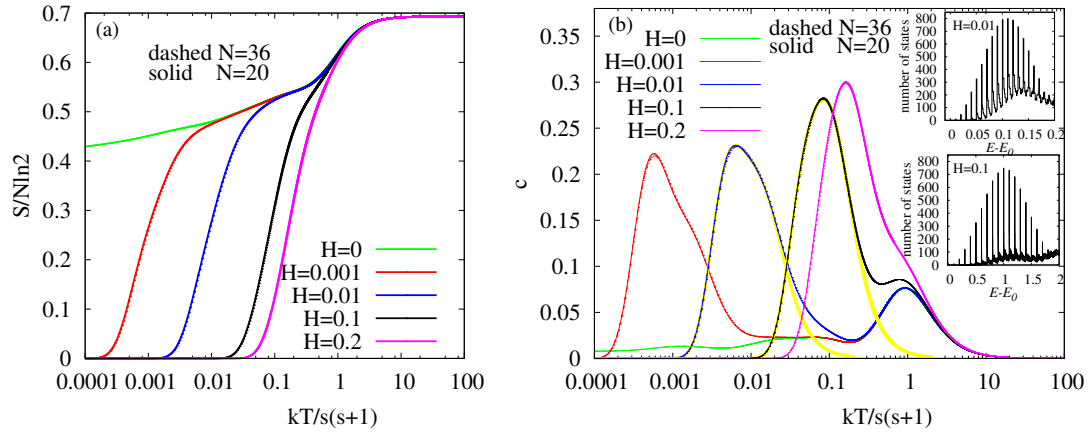 (a)
dashed N=36
solid N=20
H=0
H=0.001
H=0.01
H=0.1
H=0.2
S/Nln2
0.7
0.6
0.5
0.4
0.3
0.2
0.1
0
0.0001 0.001 0.01 0.1 1 10 100
kT/s(s+1)
(b)
dashed N=36
solid N=20
H=0
H=0.001
H=0.01
H=0.1
H=0.2
c
0.35
0.3
0.25
0.2
0.15
0.1
0.05
0
0.0001 0.001 0.01 0.1 1 10 100
kT/s(s+1)
H=0.01
number of states
800
700
600
500
400
300
200
100
0
0 0.05 0.1 0.15 0.2
E-E0
H=0.1
number of states
800
700
600
500
400
300
200
100
0
0 0.5 1 1.5 2
E-E0